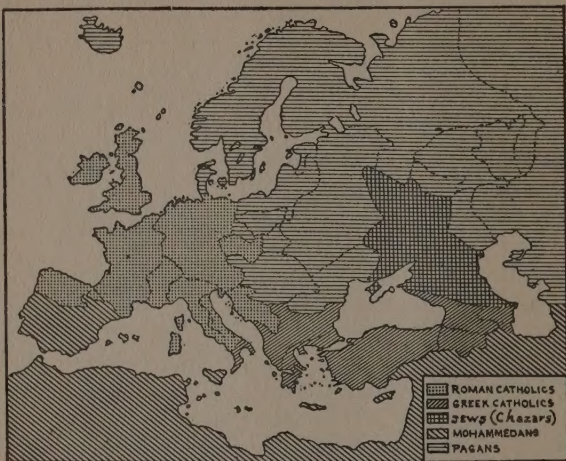 ROMAN CATHOLICS
GREEK CATHOLICS
JEWS (Chazars)
MOHAMMEDANS
PAGANS